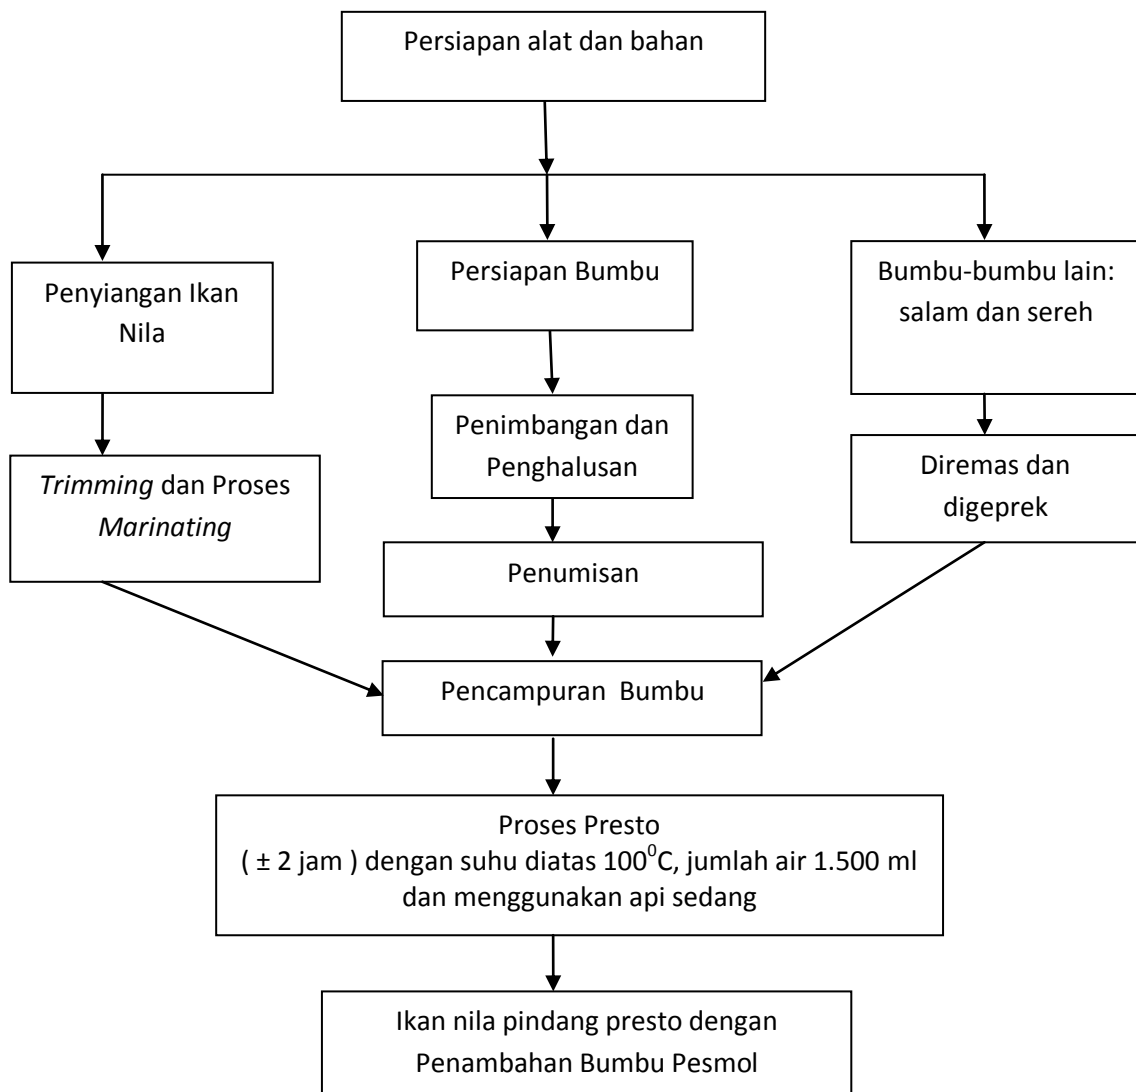 Persiapan alat dan bahan
Penyiangan Ikan
Nila
Trimming dan Proses
Marinating
Persiapan Bumbu
Penimbangan dan
Penghalusan
Penumisan
Bumbu-bumbu lain:
salam dan sereh
Diremas dan
digeprek
Pencampuran Bumbu
Proses Presto
( ± 2 jam ) dengan suhu diatas 100⁰C, jumlah air 1.500 ml
dan menggunakan api sedang
Ikan nila pindang presto dengan
Penambahan Bumbu Pesmol